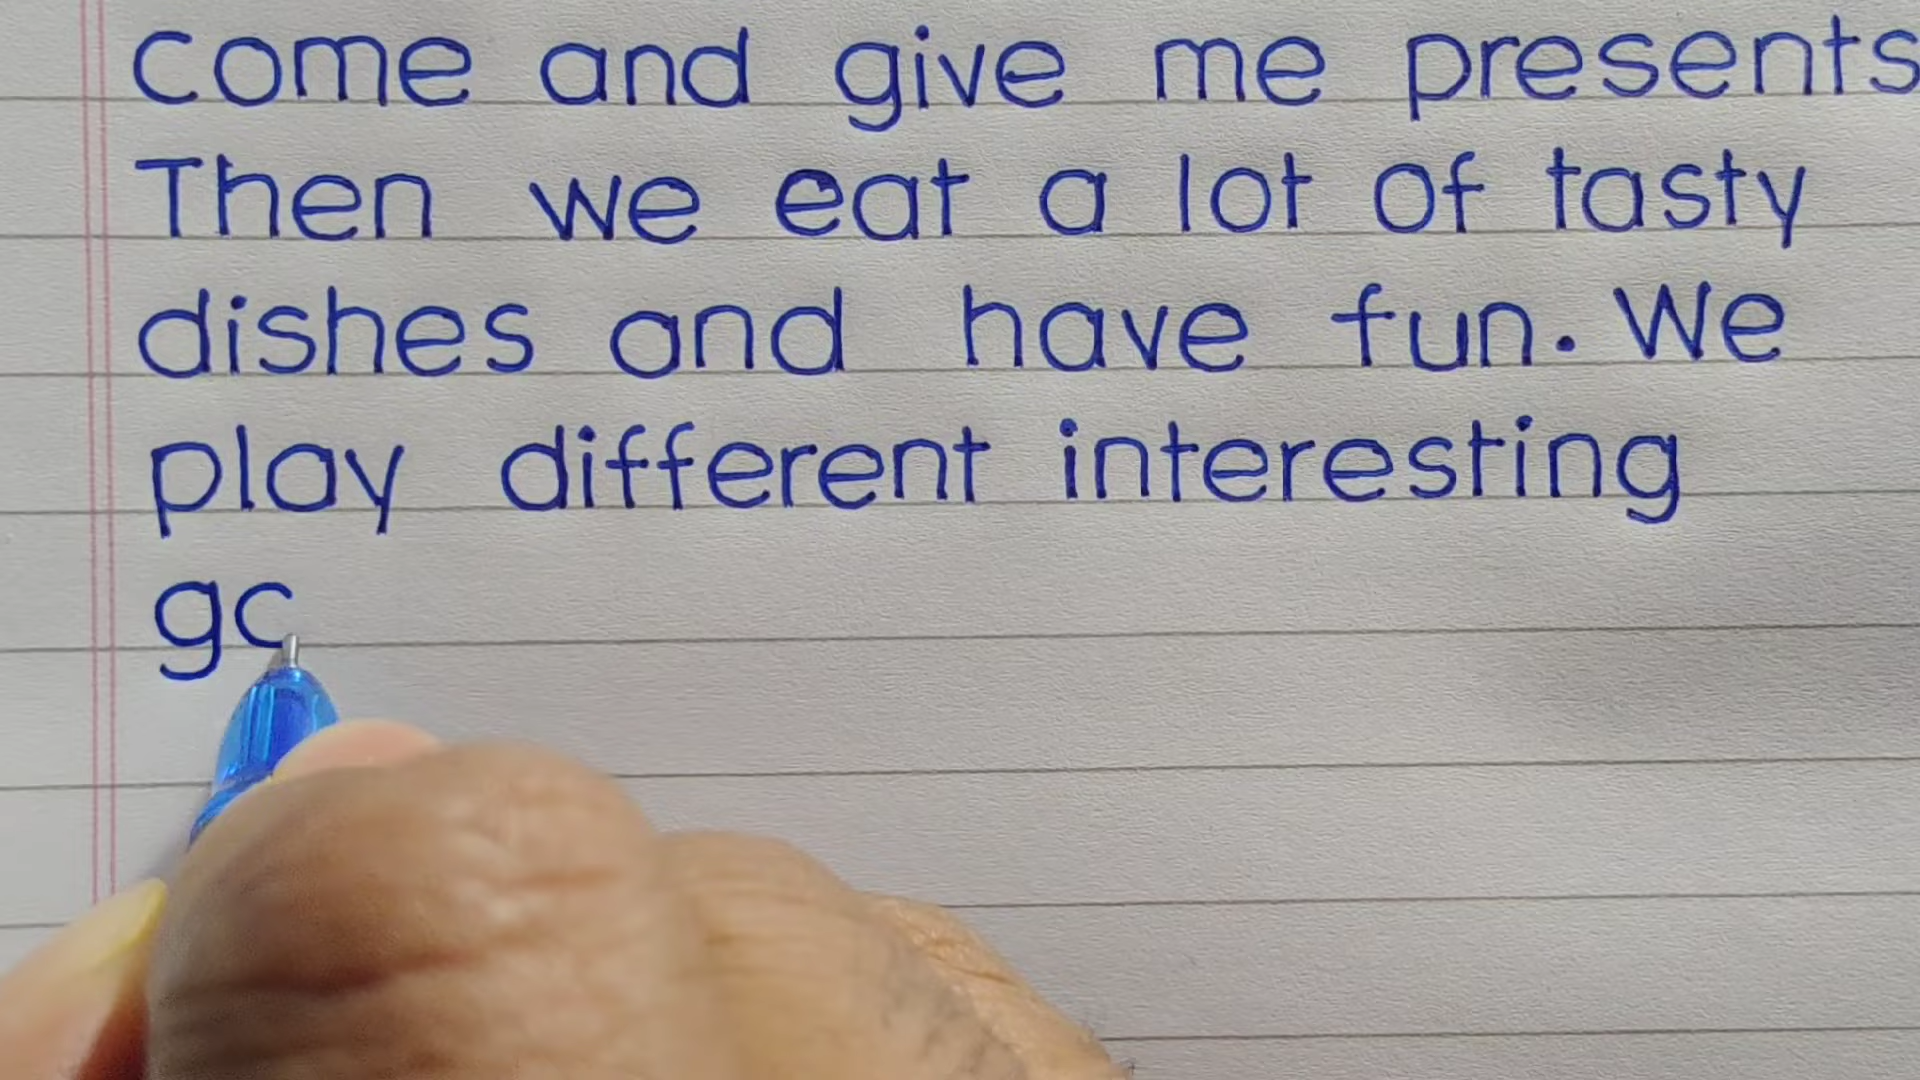 come and give me presents
Then we eat a lot of tasty
dishes and have fun. We
play different interesting
gc